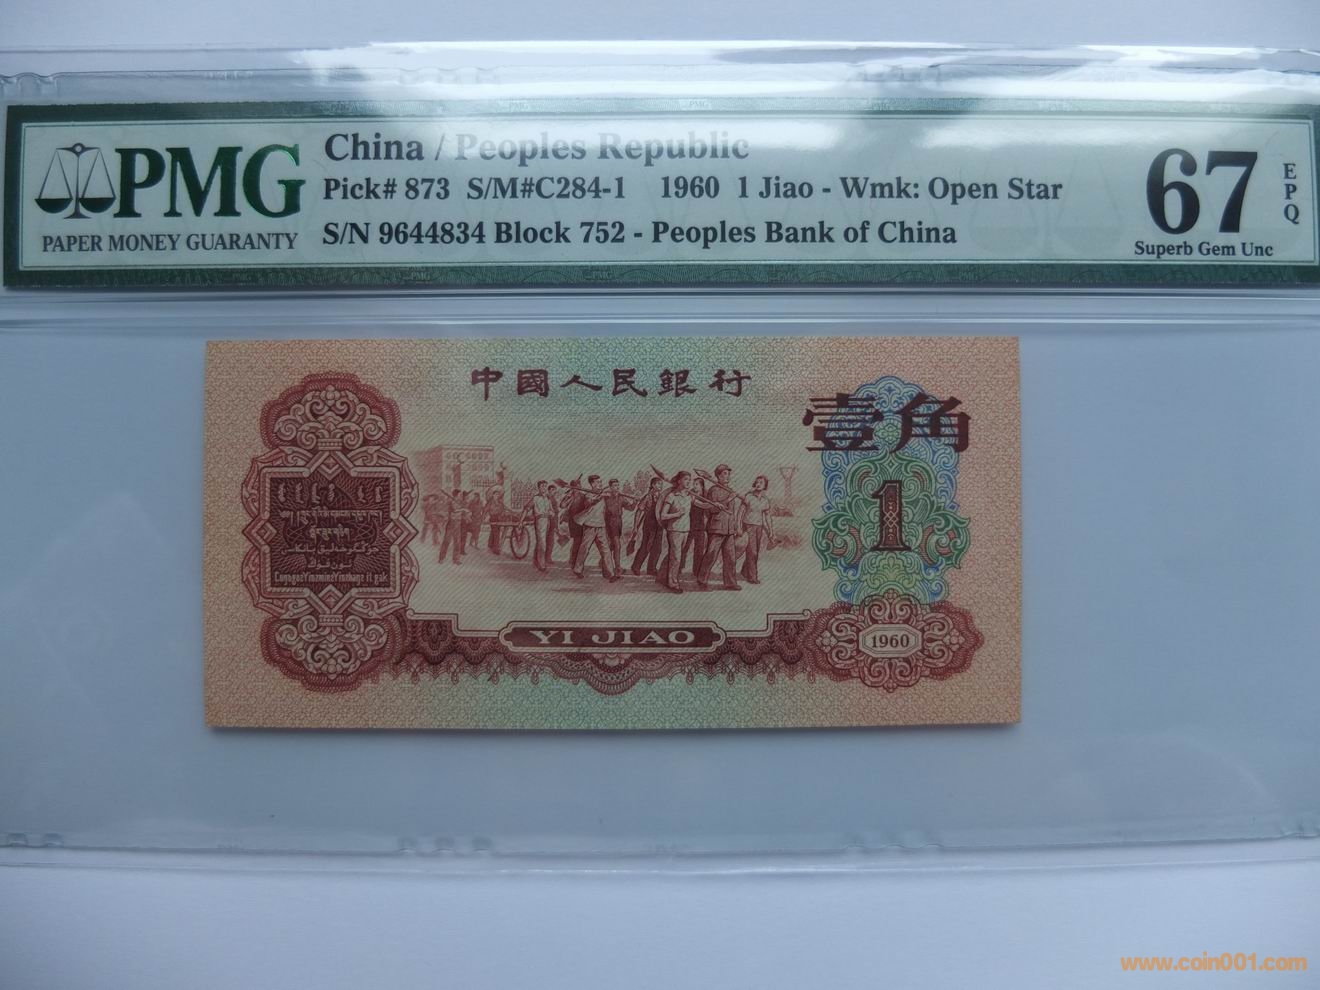 PMG
PAPER MONEY GUARANTY
China / Peoples Republic
Pick# 873 S/M#C284-1 1960 1 Jiao - Wmk: Open Star
S/N 9644834 Block 752 - Peoples Bank of China
67
EPQ
Superb Gem Unc
中國人民銀行
壹角
1
YI JIAO
1960
www.coin001.com